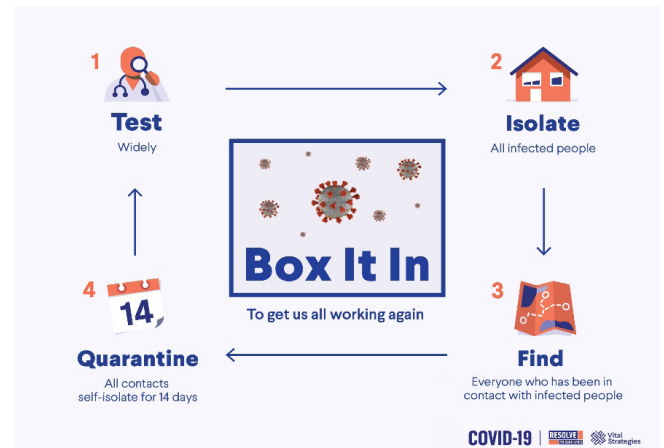 1
Test
Widely
2
Isolate
All infected people
Box It In
To get us all working again
4
14
Quarantine
All contacts
self-isolate for 14 days
3
Find
Everyone who has been in
contact with infected people
COVID-19
RESOLVE
Vital
Strategies